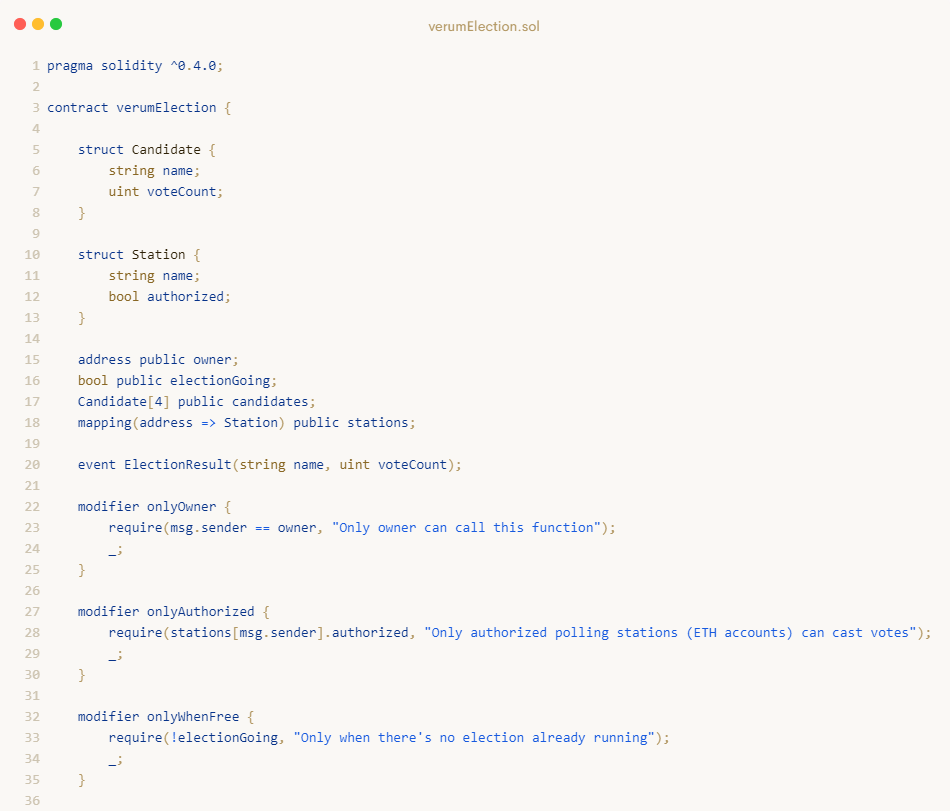 verumElection.sol
1 pragma solidity ^0.4.0;
2
3 contract verumElection {
4
5     struct Candidate {
6         string name;
7         uint voteCount;
8     }
9
10     struct Station {
11         string name;
12         bool authorized;
13     }
14
15     address public owner;
16     bool public electionGoing;
17     Candidate[4] public candidates;
18     mapping(address => Station) public stations;
19
20     event ElectionResult(string name, uint voteCount);
21
22     modifier onlyOwner {
23         require(msg.sender == owner, "Only owner can call this function");
24         _;
25     }
26
27     modifier onlyAuthorized {
28         require(stations[msg.sender].authorized, "Only authorized polling stations (ETH accounts) can cast votes");
29         _;
30     }
31
32     modifier onlyWhenFree {
33         require(!electionGoing, "Only when there's no election already running");
34         _;
35     }
36